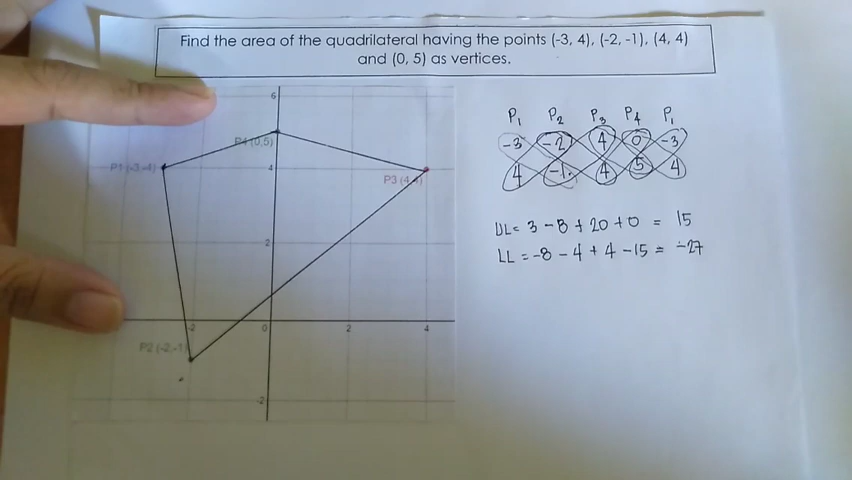 Find the area of the quadrilateral having the points (-3, 4), (-2, -1), (4, 4)
and (0, 5) as vertices.
6
P4 (0,5)
P1 (-3,4)
4
P3 (4,4)
2
-2
0
2
4
P2 (-2,-1)
-2
P₁ P₂ P₃ P₄ P₁
-3 -2 4 0 -3
4 -1 4 5 4
UL= 3 - 8 + 20 + 0 = 15
LL = -8 - 4 + 4 - 15 = -27